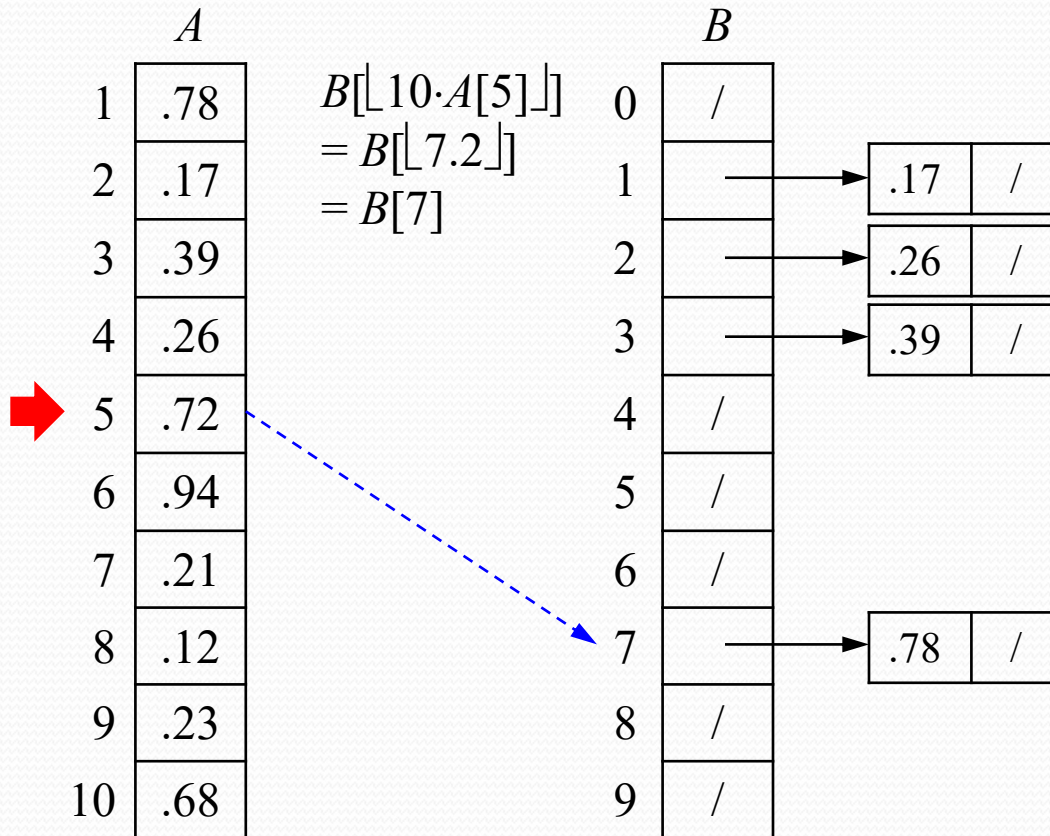 A B
1 .78 B[⌊10·A[5]⌋] 0 /
= B[⌊7.2⌋]
2 .17 1 .17 /
= B[7]
3 .39 2 .26 /
4 .26 3 .39 /
5 .72 4 /
6 .94 5 /
7 .21 6 /
8 .12 7 .78 /
9 .23 8 /
10 .68 9 /